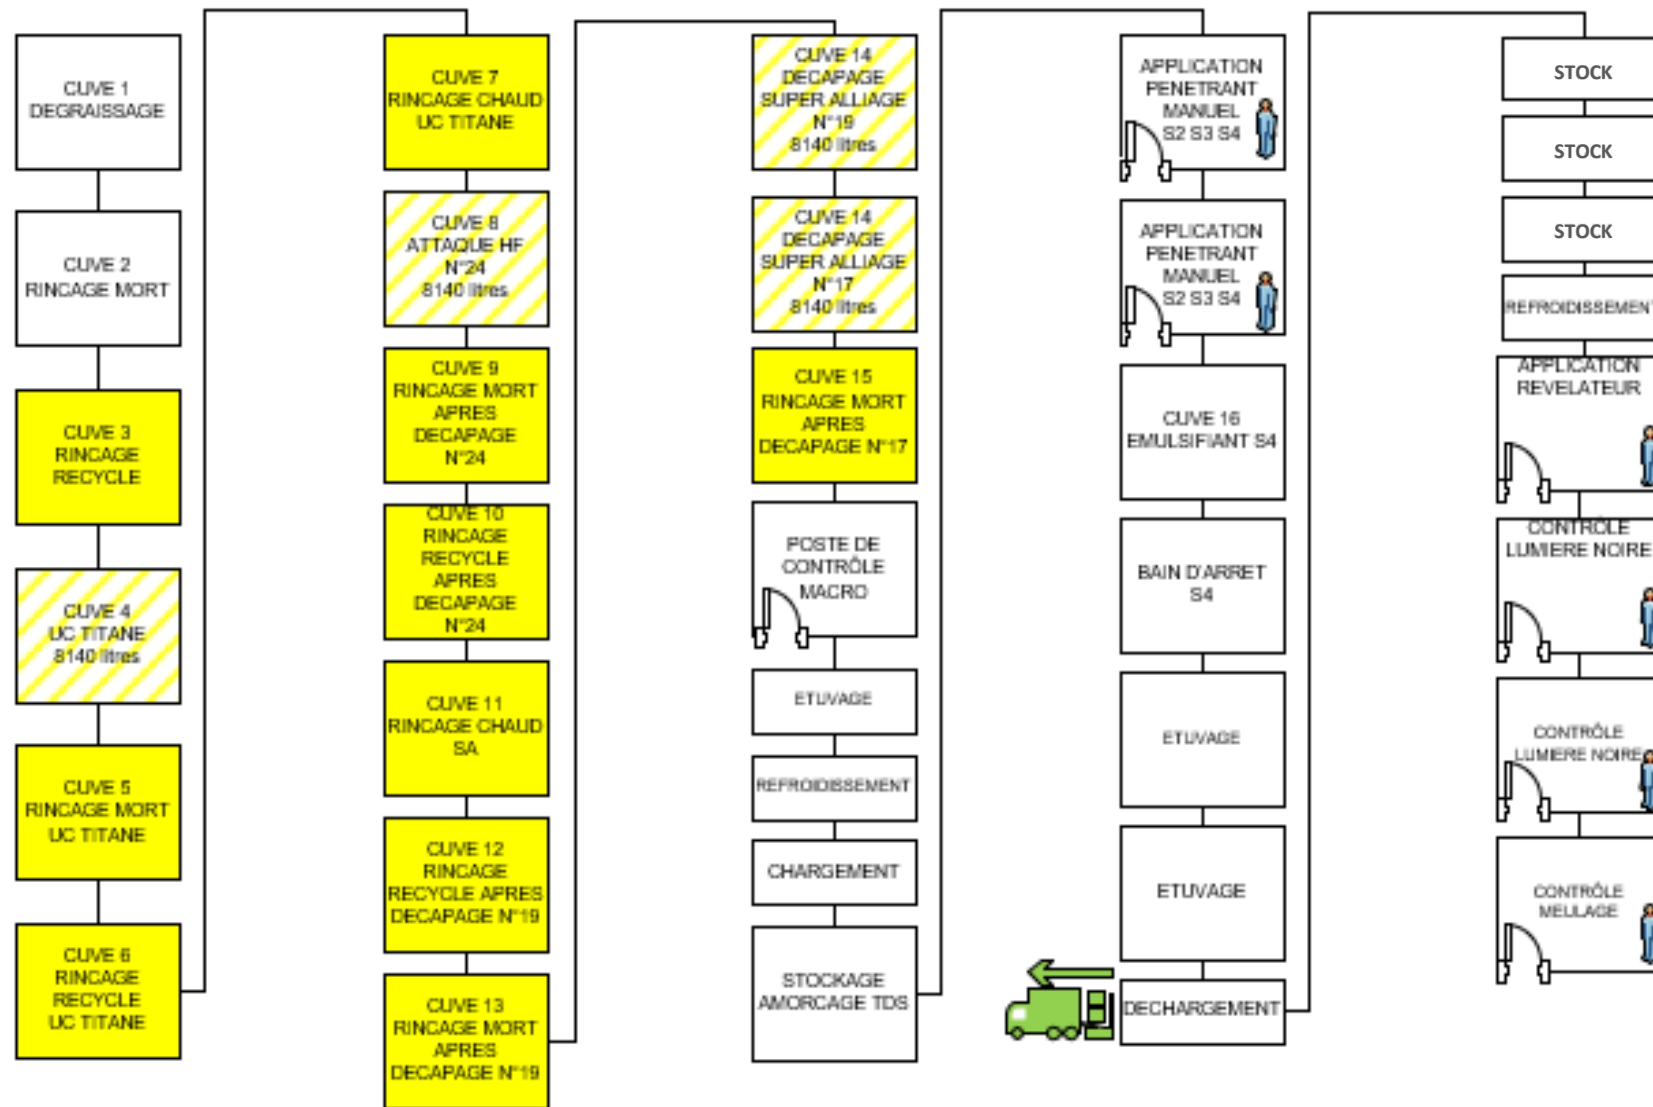 CUVE 1
DEGRAISSAGE
CUVE 2
RINCAGE MORT
CUVE 3
RINCAGE
RECYCLE
CUVE 4
UC TITANE
8140 litres
CUVE 5
RINCAGE MORT
UC TITANE
CUVE 6
RINCAGE
RECYCLE
UC TITANE
CUVE 7
RINCAGE CHAUD
UC TITANE
CUVE 8
ATTAQUE HF
N°24
8140 litres
CUVE 9
RINCAGE MORT
APRES
DECAPAGE
N°24
CUVE 10
RINCAGE
RECYCLE
APRES
DECAPAGE
N°24
CUVE 11
RINCAGE CHAUD
SA
CUVE 12
RINCAGE
RECYCLE APRES
DECAPAGE N°19
CUVE 13
RINCAGE MORT
APRES
DECAPAGE N°19
CUVE 14
DECAPAGE
SUPER ALLIAGE
N°19
8140 litres
CUVE 14
DECAPAGE
SUPER ALLIAGE
N°17
8140 litres
CUVE 15
RINCAGE MORT
APRES
DECAPAGE N°17
POSTE DE
CONTRÔLE
MACRO
ETUVAGE
REFROIDISSEMENT
CHARGEMENT
STOCKAGE
AMORCAGE TDS
APPLICATION
PENETRANT
MANUEL
S2 S3 S4
APPLICATION
PENETRANT
MANUEL
S2 S3 S4
CUVE 16
EMULSIFIANT S4
BAIN D'ARRET
S4
ETUVAGE
ETUVAGE
DECHARGEMENT
STOCK
STOCK
STOCK
REFROIDISSEMENT
APPLICATION
REVELATEUR
CONTRÔLE
LUMIERE NOIRE
CONTRÔLE
LUMIERE NOIRE
CONTRÔLE
MEULAGE